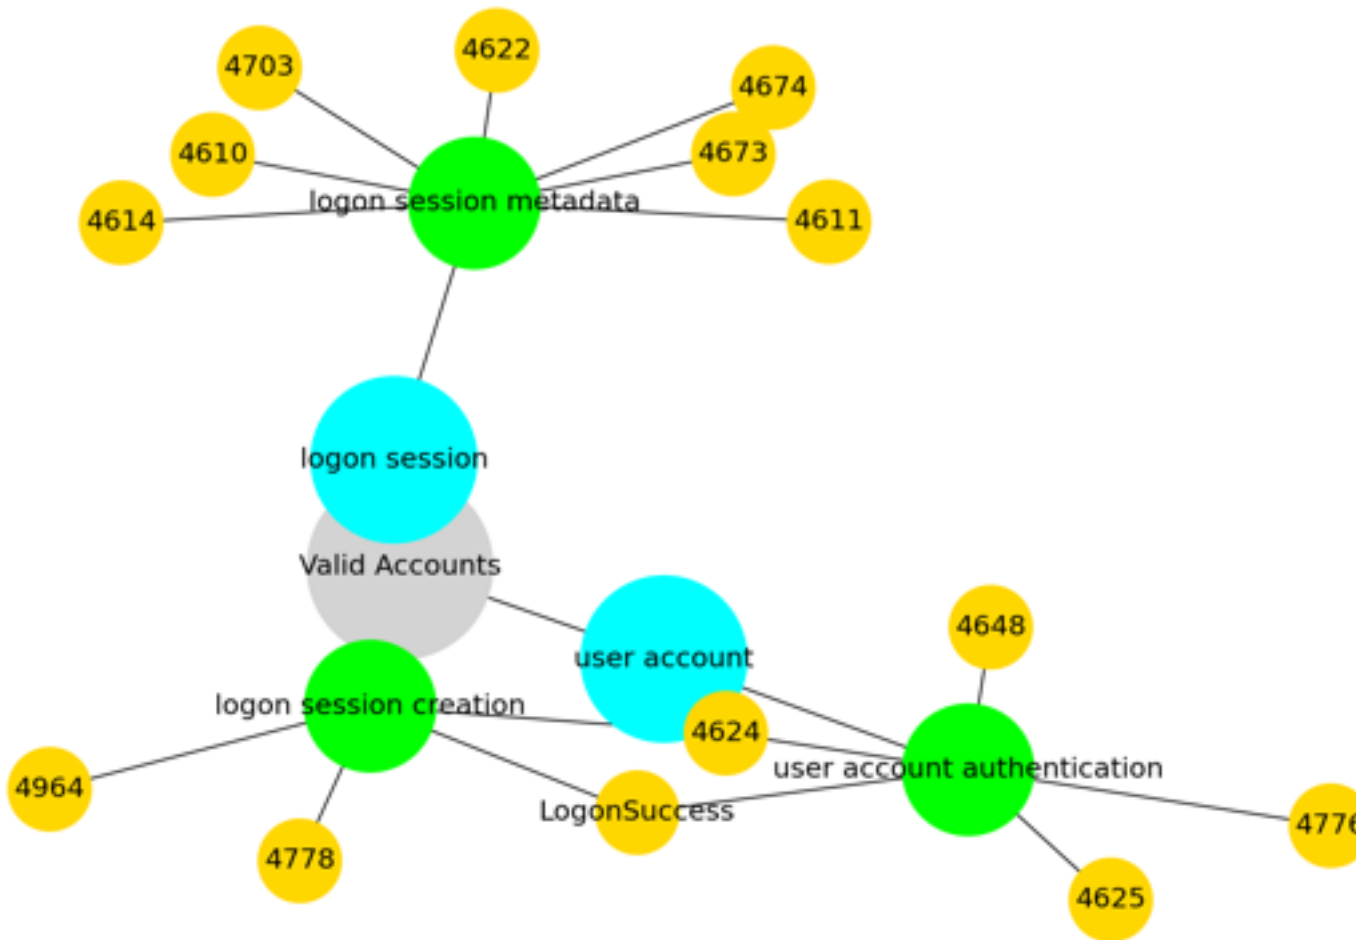 4622
4703
4674
4610
4673
logon session metadata
4614
4611
logon session
Valid Accounts
4648
user account
logon session creation
4624
user account authentication
4964
LogonSuccess
4776
4778
4625